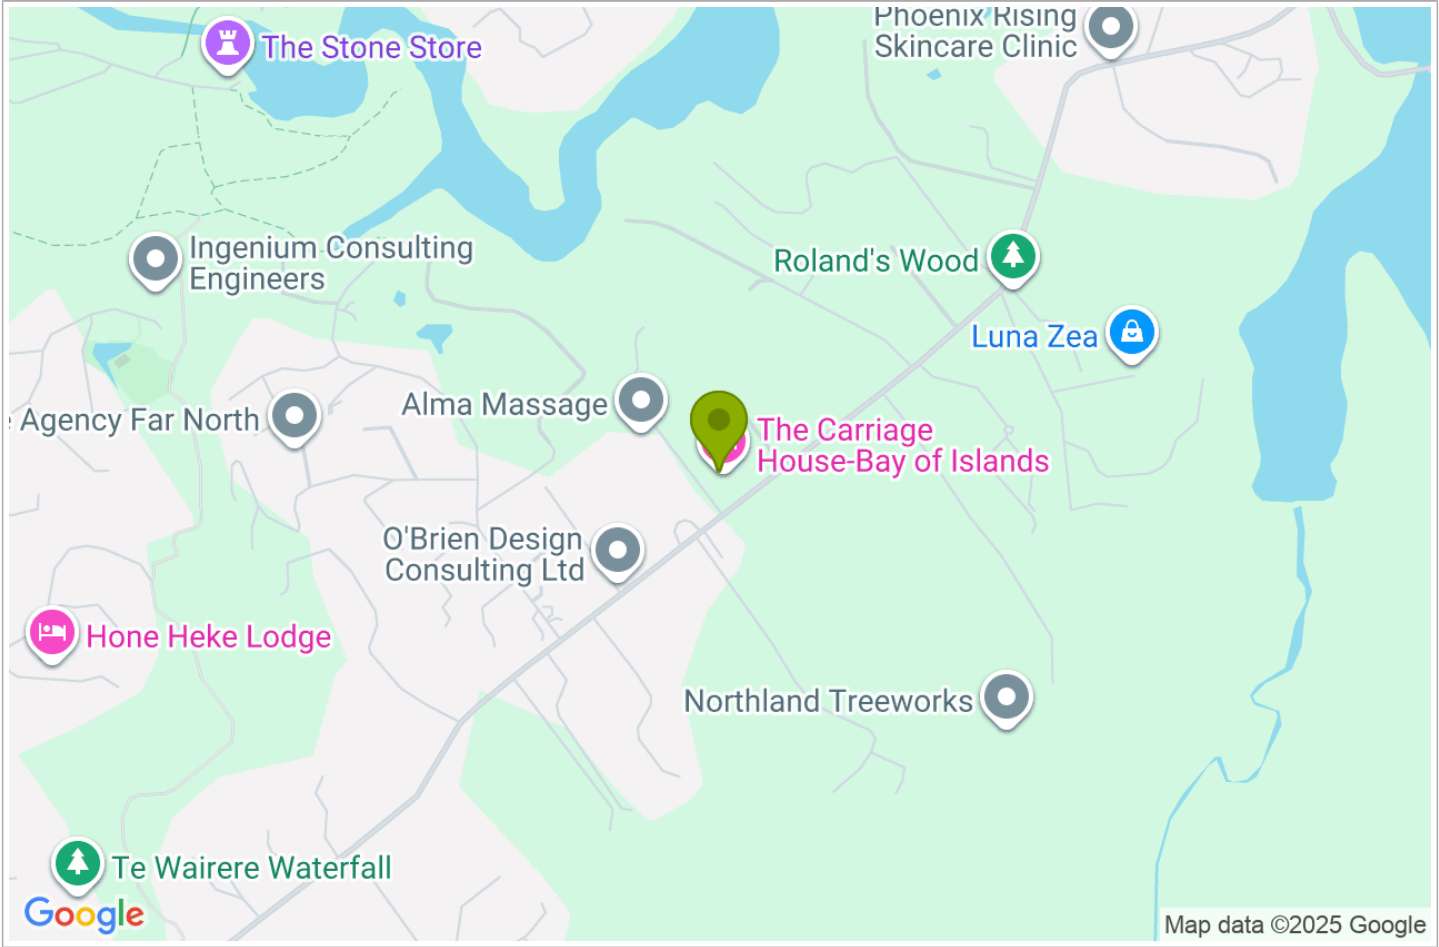 Phoenix Rising
Skincare Clinic
The Stone Store
Ingenium Consulting
Engineers
Roland's Wood
Luna Zea
Alma Massage
Agency Far North
The Carriage
House-Bay of Islands
O'Brien Design
Consulting Ltd
Hone Heke Lodge
Northland Treeworks
Te Wairere Waterfall
Google
Map data ©2025 Google